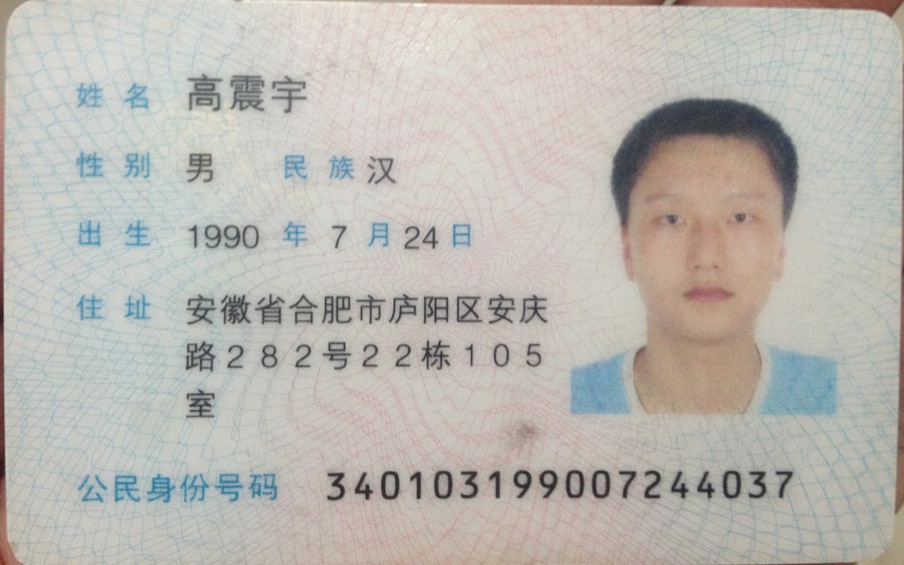 姓名 高震宇
性别 男 民族 汉
出生 1990 年 7 月 24 日
住址 安徽省合肥市庐阳区安庆
路282号22栋105
室
公民身份号码 340103199007244037